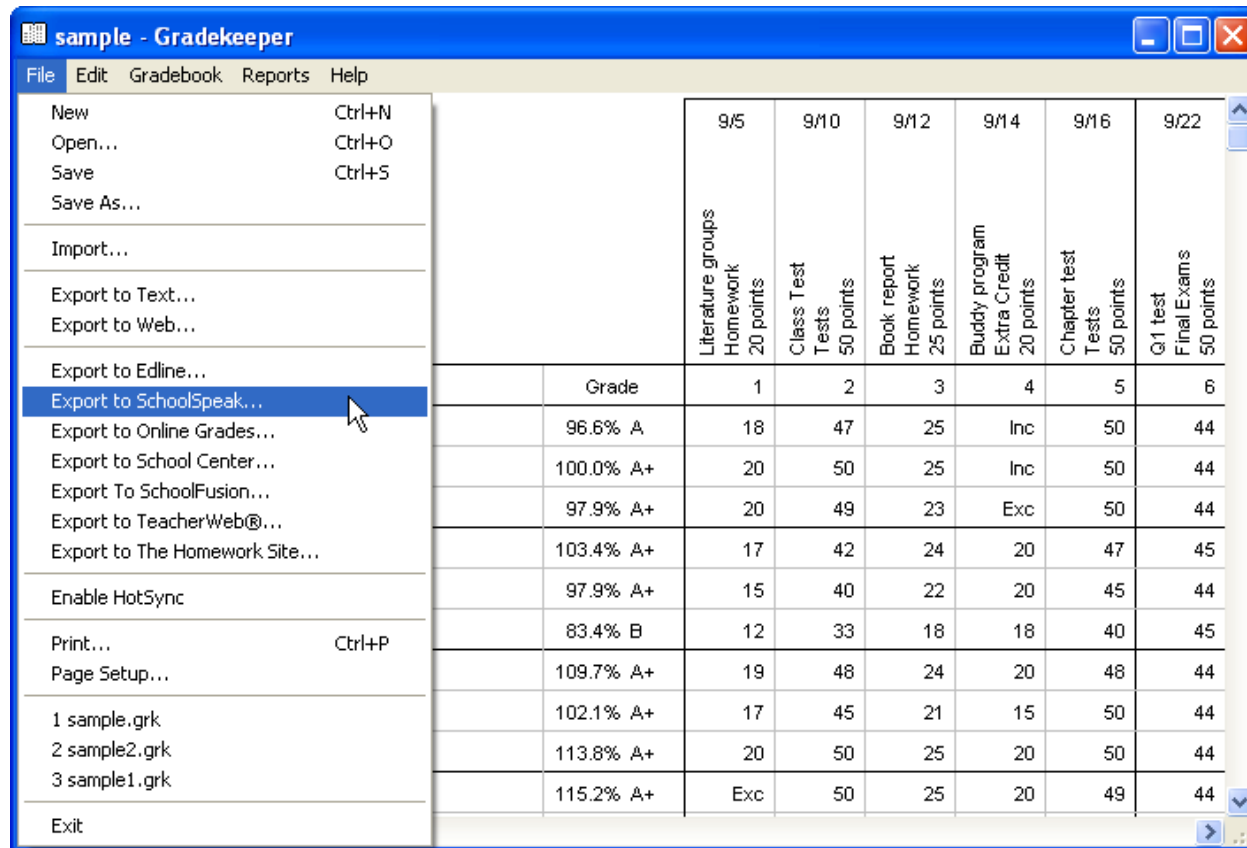 sample - Gradekeeper
File Edit Gradebook Reports Help
New Ctrl+N
Open... Ctrl+O
Save Ctrl+S
Save As...
Import...
Export to Text...
Export to Web...
Export to Edline...
Export to SchoolSpeak...
Export to Online Grades...
Export to School Center...
Export To SchoolFusion...
Export to TeacherWeb®...
Export to The Homework Site...
Enable HotSync
Print... Ctrl+P
Page Setup...
1 sample.grk
2 sample2.grk
3 sample1.grk
Exit
9/5 9/10 9/12 9/14 9/16 9/22
Literature groups
Homework
20 points
Class Test
Tests
50 points
Book report
Homework
25 points
Buddy program
Extra Credit
20 points
Chapter test
Tests
50 points
Q1 test
Final Exams
50 points
Grade 1 2 3 4 5 6
96.6% A 18 47 25 Inc 50 44
100.0% A+ 20 50 25 Inc 50 44
97.9% A+ 20 49 23 Exc 50 44
103.4% A+ 17 42 24 20 47 45
97.9% A+ 15 40 22 20 45 44
83.4% B 12 33 18 18 40 45
109.7% A+ 19 48 24 20 48 44
102.1% A+ 17 45 21 15 50 44
113.8% A+ 20 50 25 20 50 44
115.2% A+ Exc 50 25 20 49 44